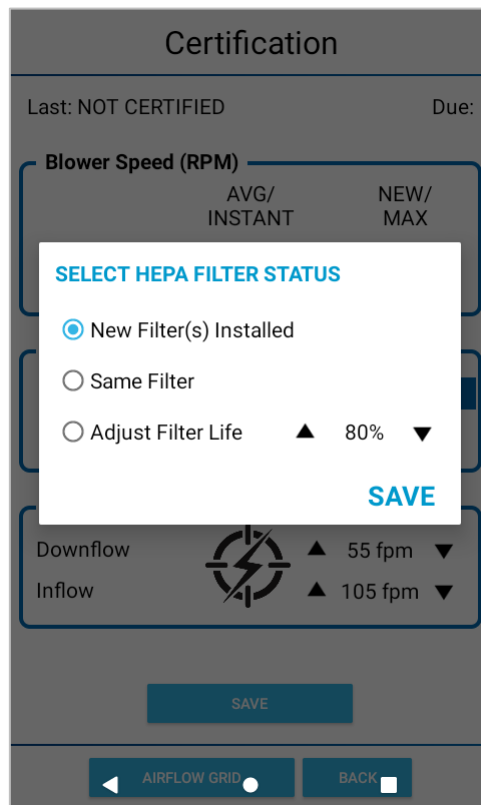 Certification
Last: NOT CERTIFIED Due:
Blower Speed (RPM)
AVG/ NEW/
INSTANT MAX
SELECT HEPA FILTER STATUS
New Filter(s) Installed
Same Filter
Adjust Filter Life 80%
SAVE
Downflow 55 fpm
Inflow 105 fpm
SAVE
AIRFLOW GRID BACK